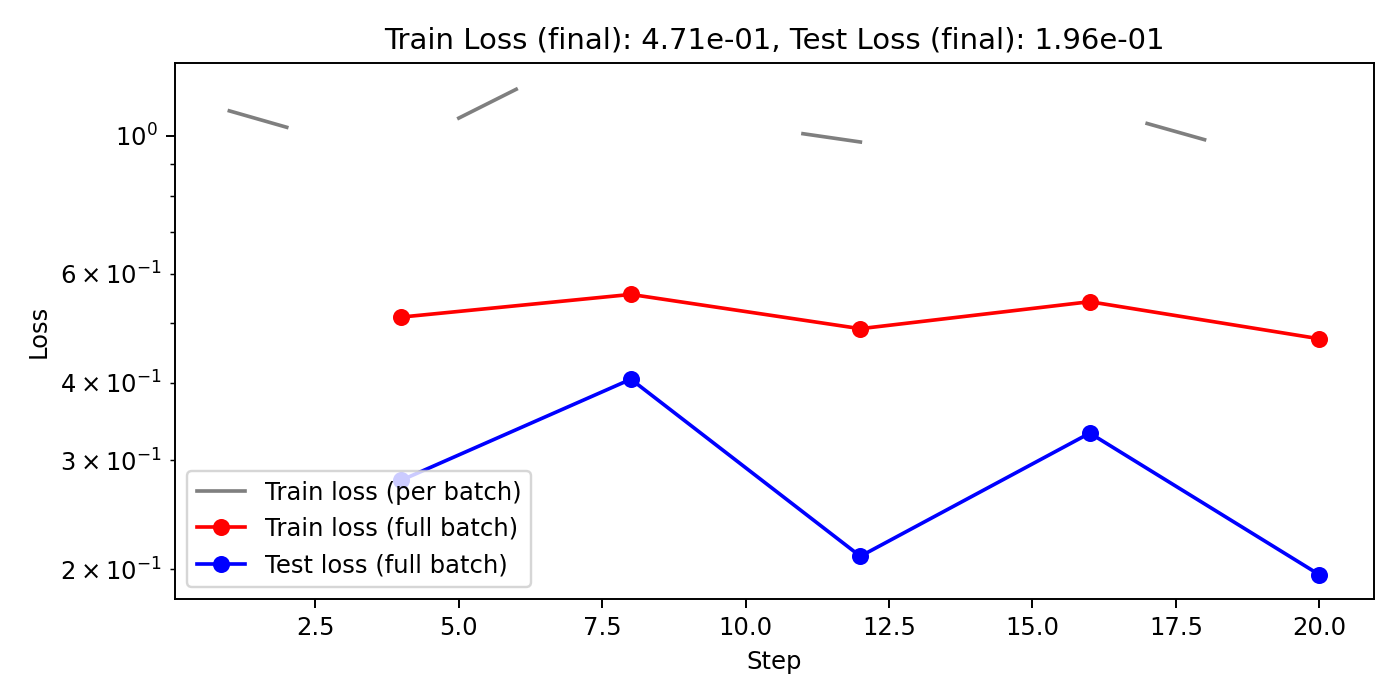 Train Loss (final): 4.71e-01, Test Loss (final): 1.96e-01
Loss
10⁰
6 × 10⁻¹
4 × 10⁻¹
3 × 10⁻¹
2 × 10⁻¹
Train loss (per batch)
Train loss (full batch)
Test loss (full batch)
2.5 5.0 7.5 10.0 12.5 15.0 17.5 20.0
Step